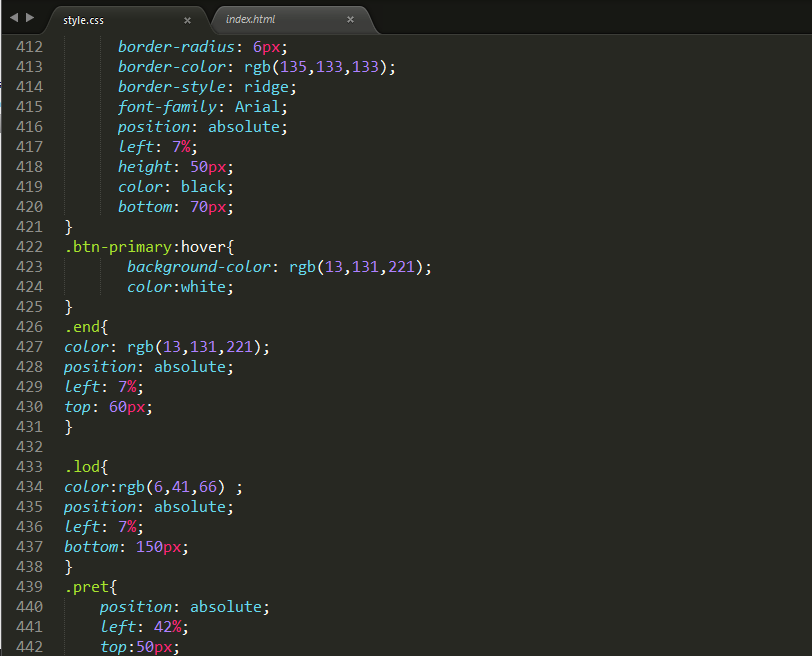 style.css × index.html ×
412 border-radius: 6px;
413 border-color: rgb(135,133,133);
414 border-style: ridge;
415 font-family: Arial;
416 position: absolute;
417 left: 7%;
418 height: 50px;
419 color: black;
420 bottom: 70px;
421 }
422 .btn-primary:hover{
423 background-color: rgb(13,131,221);
424 color:white;
425 }
426 .end{
427 color: rgb(13,131,221);
428 position: absolute;
429 left: 7%;
430 top: 60px;
431 }
432
433 .lod{
434 color:rgb(6,41,66) ;
435 position: absolute;
436 left: 7%;
437 bottom: 150px;
438 }
439 .pret{
440 position: absolute;
441 left: 42%;
442 top:50px;